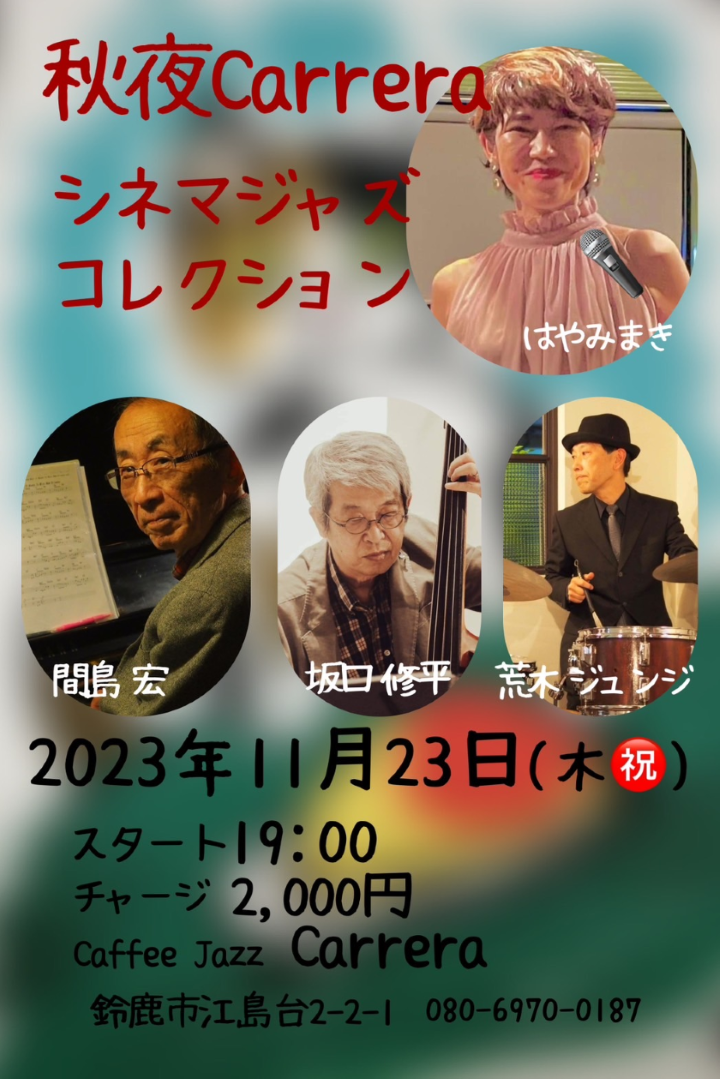 秋夜Carrera
シネマジャズ
コレクション
はやみまき
間島 宏
坂口修平
荒木ジュンジ
2023年11月23日(木㊗)
スタート19:00
チャージ 2,000円
Caffee Jazz Carrera
鈴鹿市江島台2-2-1 080-6970-0187